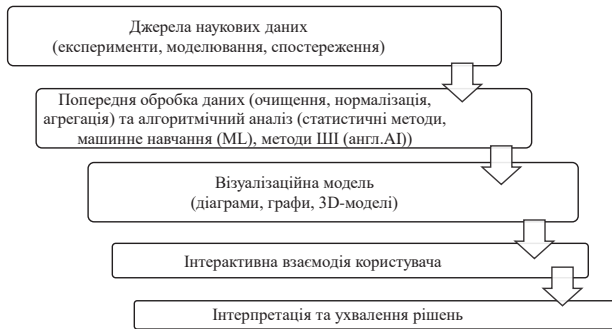 Джерела наукових даних
(експерименти, моделювання, спостереження)
Попередня обробка даних (очищення, нормалізація,
агрегація) та алгоритмічний аналіз (статистичні методи,
машинне навчання (ML), методи ШІ (англ.AI))
Візуалізаційна модель
(діаграми, графи, 3D-моделі)
Інтерактивна взаємодія користувача
Інтерпретація та ухвалення рішень